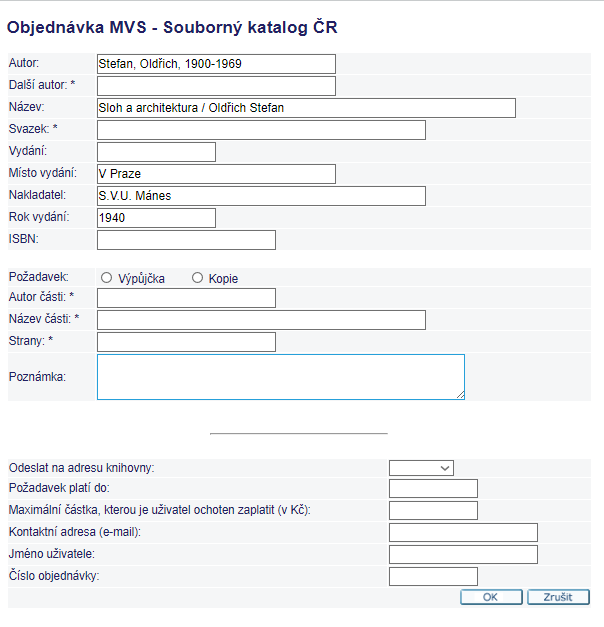 Objednávka MVS - Souborný katalog ČR
Autor: Stefan, Oldřich, 1900-1969
Další autor: *
Název: Sloh a architektura / Oldřich Stefan
Svazek: *
Vydání:
Místo vydání: V Praze
Nakladatel: S.V.U. Mánes
Rok vydání: 1940
ISBN:
Požadavek: Výpůjčka Kopie
Autor části: *
Název části: *
Strany: *
Poznámka:
Odeslat na adresu knihovny:
Požadavek platí do:
Maximální částka, kterou je uživatel ochoten zaplatit (v Kč):
Kontaktní adresa (e-mail):
Jméno uživatele:
Číslo objednávky:
OK Zrušit